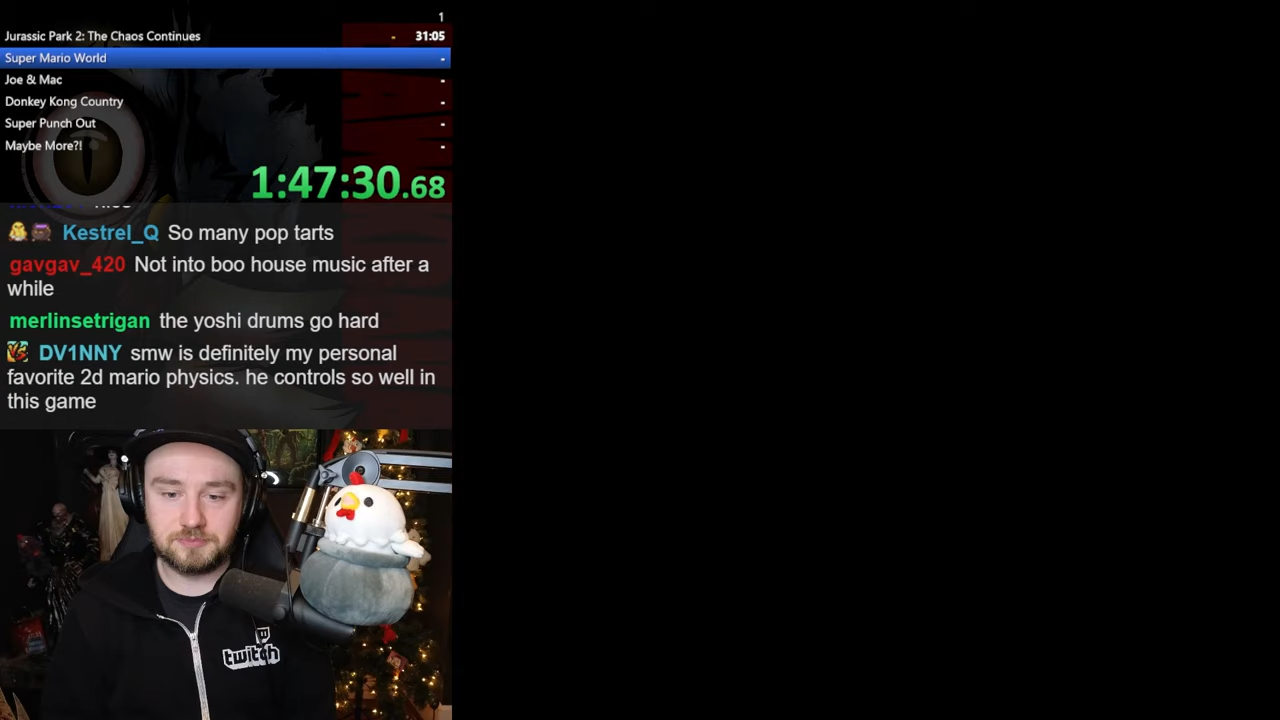 1
Jurassic Park 2: The Chaos Continues - 31:05
Super Mario World -
Joe & Mac -
Donkey Kong Country -
Super Punch Out -
Maybe More?! -
1:47:30.68
Kestrel_Q So many pop tarts
gavgav_420 Not into boo house music after a
while
merlinsetrigan the yoshi drums go hard
DV1NNY smw is definitely my personal
favorite 2d mario physics. he controls so well in
this game
twitch